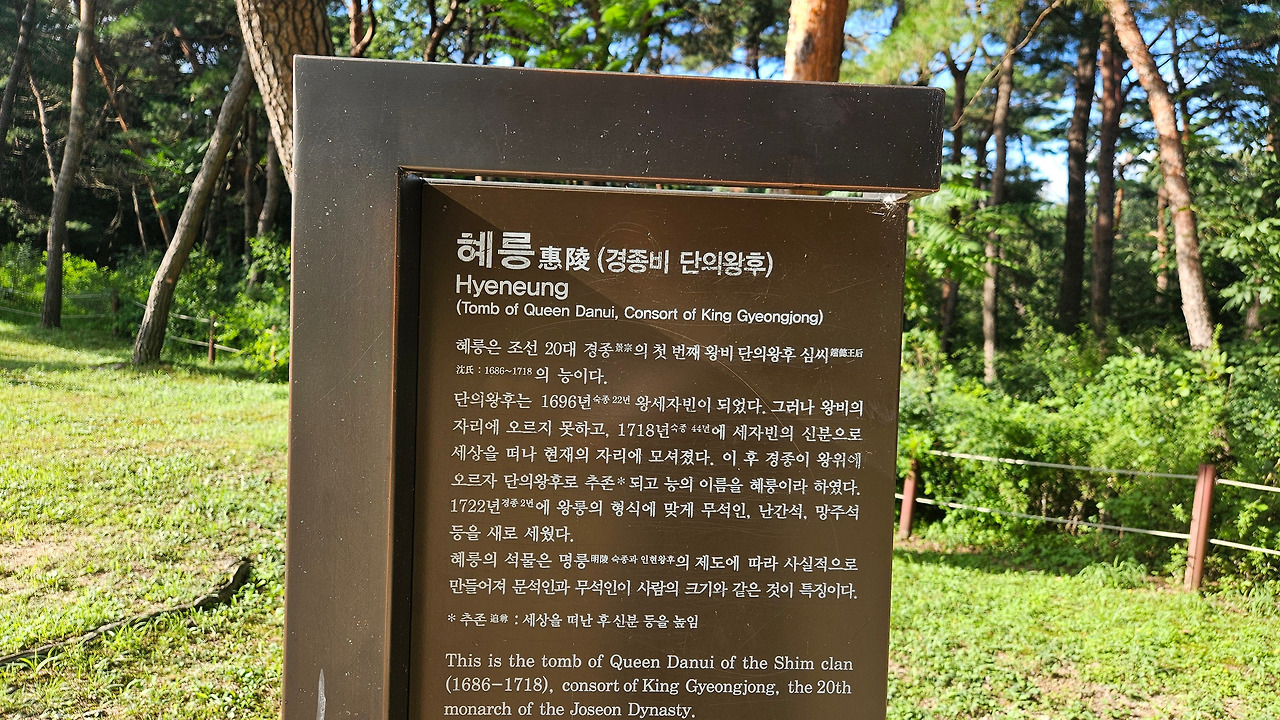 혜릉 惠陵 (경종비 단의왕후)
Hyeneung
(Tomb of Queen Danui, Consort of King Gyeongjong)
혜릉은 조선 20대 경종景宗의 첫 번째 왕비 단의왕후 심씨端懿王后
沈氏 : 1686~1718의 능이다.
단의왕후는 1696년숙종 22년 왕세자빈이 되었다. 그러나 왕비의
자리에 오르지 못하고, 1718년숙종 44년에 세자빈의 신분으로
세상을 떠나 현재의 자리에 모셔졌다. 이 후 경종이 왕위에
오르자 단의왕후로 추존*되고 능의 이름을 혜릉이라 하였다.
1722년경종 2년에 왕릉의 형식에 맞게 무석인, 난간석, 망주석
등을 새로 세웠다.
혜릉의 석물은 명릉明陵 숙종과 인현왕후의 제도에 따라 사실적으로
만들어져 문석인과 무석인이 사람의 크기와 같은 것이 특징이다.
* 추존 追尊 : 세상을 떠난 후 신분 등을 높임
This is the tomb of Queen Danui of the Shim clan
(1686-1718), consort of King Gyeongjong, the 20th
monarch of the Joseon Dynasty.